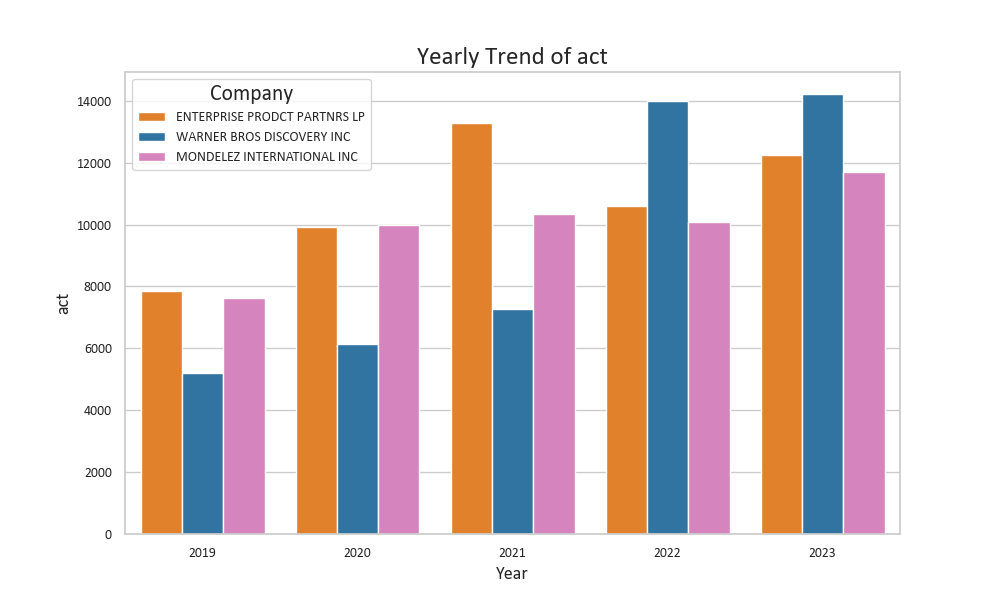 Yearly Trend of act
Company
ENTERPRISE PRODCT PARTNRS LP
WARNER BROS DISCOVERY INC
MONDELEZ INTERNATIONAL INC
act
14000
12000
10000
8000
6000
4000
2000
0
2019 2020 2021 2022 2023
Year